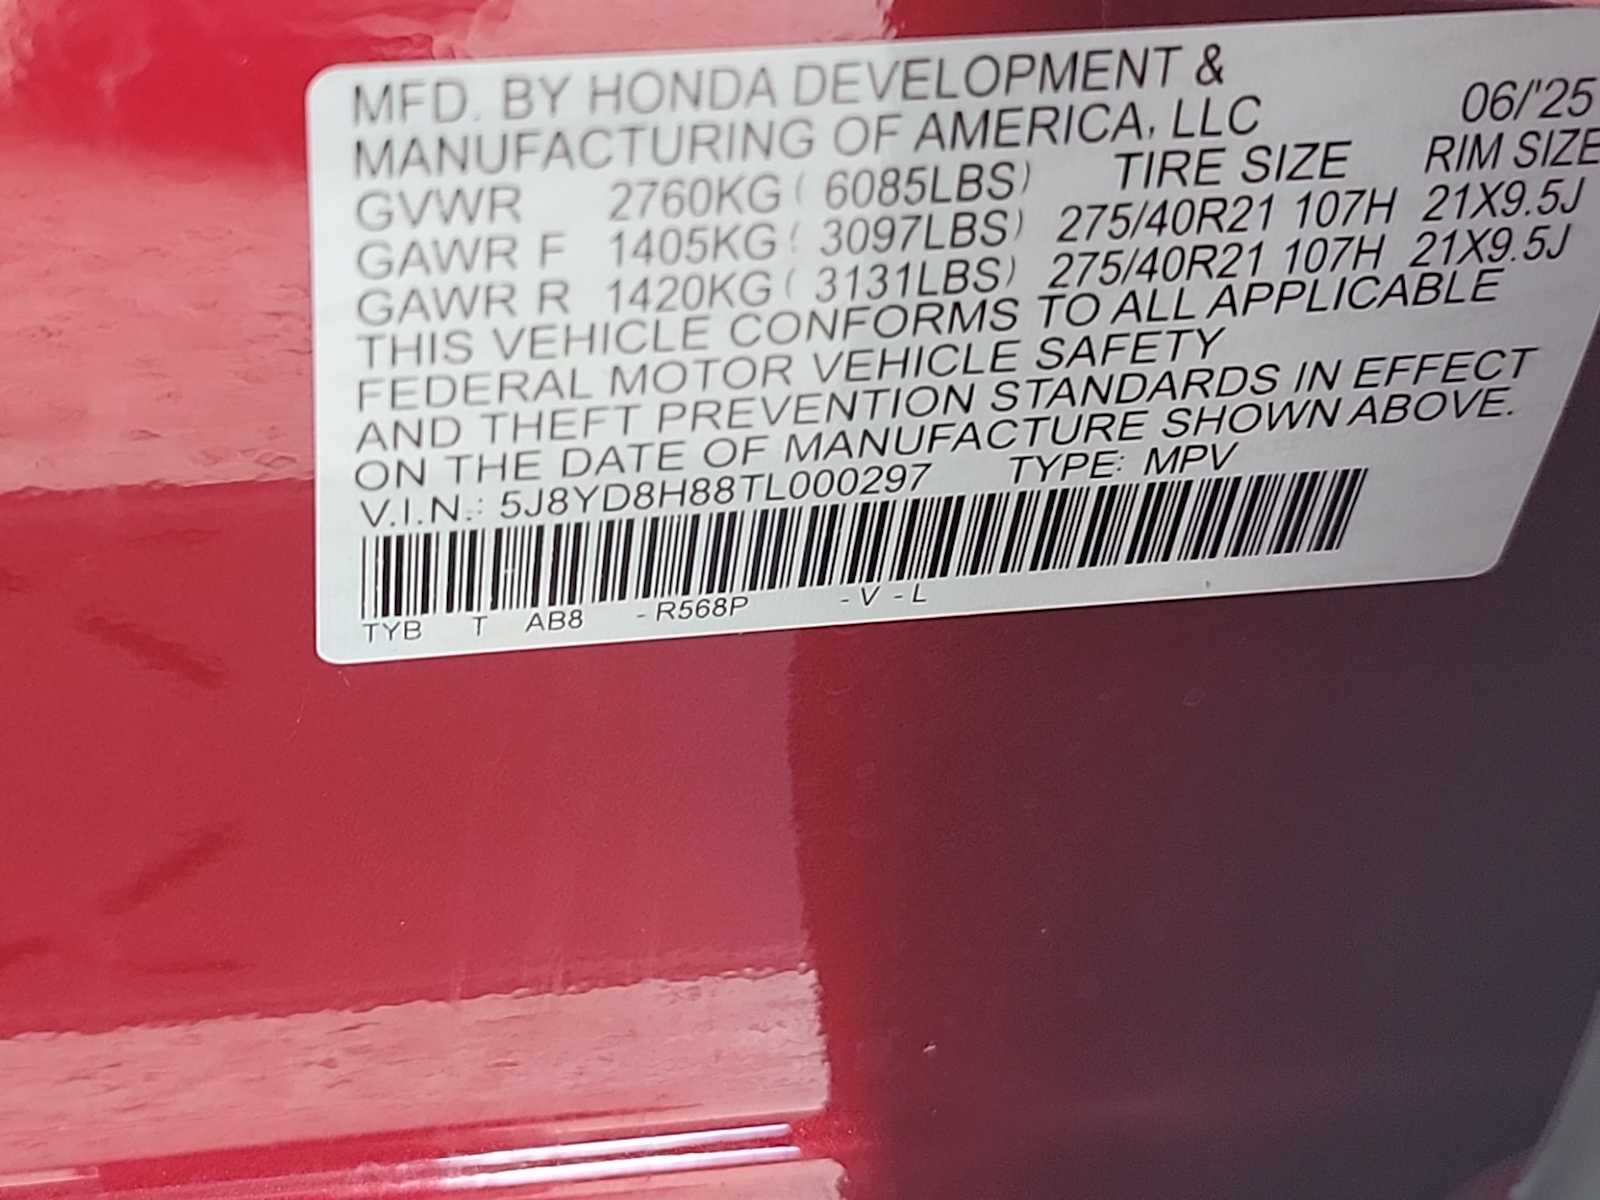 MFD. BY HONDA DEVELOPMENT &
MANUFACTURING OF AMERICA, LLC 06/'25
GVWR 2760KG ( 6085LBS) TIRE SIZE RIM SIZE
GAWR F 1405KG ( 3097LBS) 275/40R21 107H 21X9.5J
GAWR R 1420KG ( 3131LBS) 275/40R21 107H 21X9.5J
THIS VEHICLE CONFORMS TO ALL APPLICABLE
FEDERAL MOTOR VEHICLE SAFETY
AND THEFT PREVENTION STANDARDS IN EFFECT
ON THE DATE OF MANUFACTURE SHOWN ABOVE.
V.I.N.: 5J8YD8H88TL000297 TYPE: MPV
TYB T AB8 - R568P - V - L